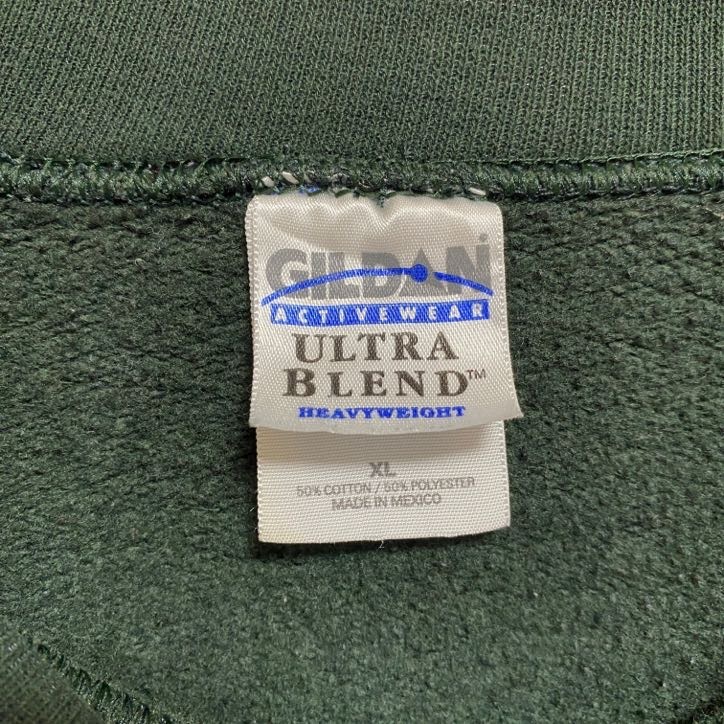 GILDAN®
ACTIVEWEAR
ULTRA
BLEND™
HEAVYWEIGHT
XL
50% COTTON / 50% POLYESTER
MADE IN MEXICO